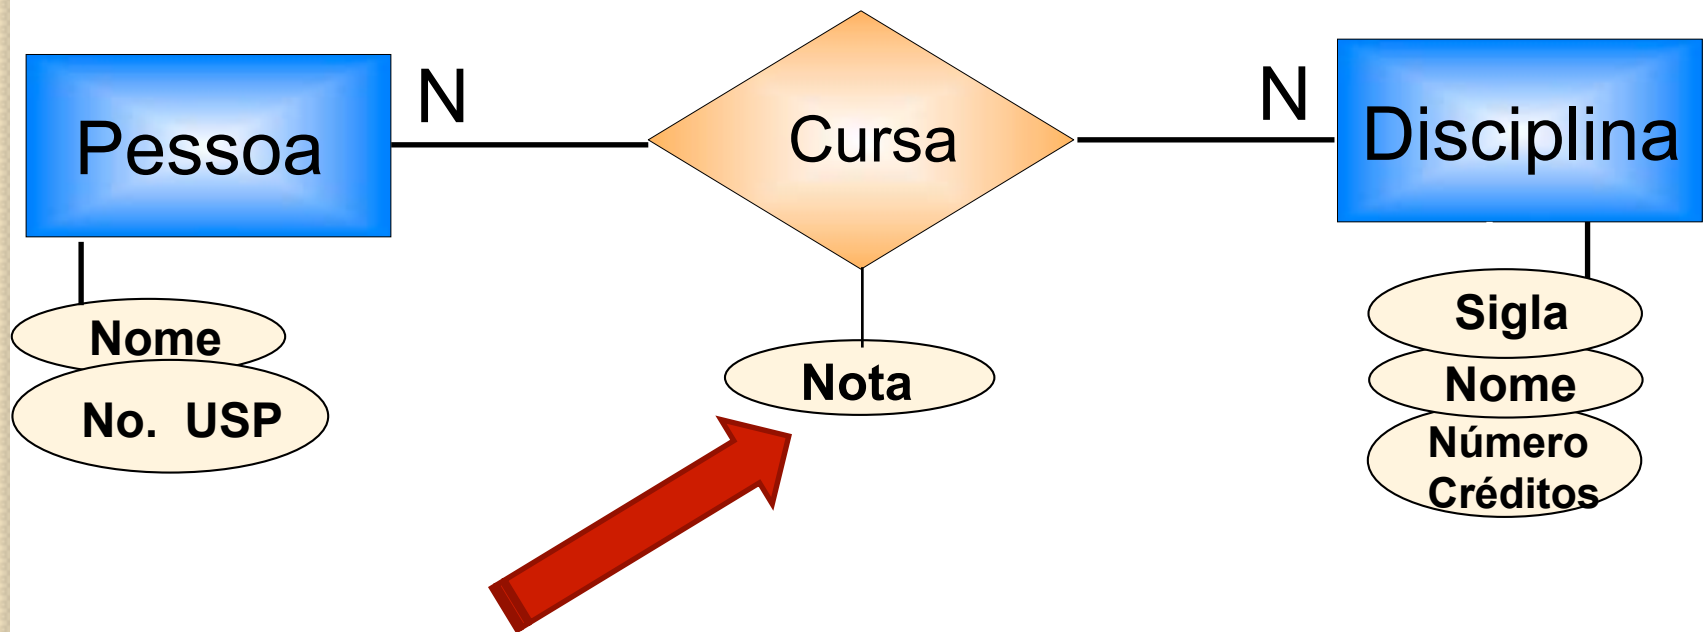 Pessoa
N
Cursa
N
Disciplina
Nome
No. USP
Nota
Sigla
Nome
Número
Créditos